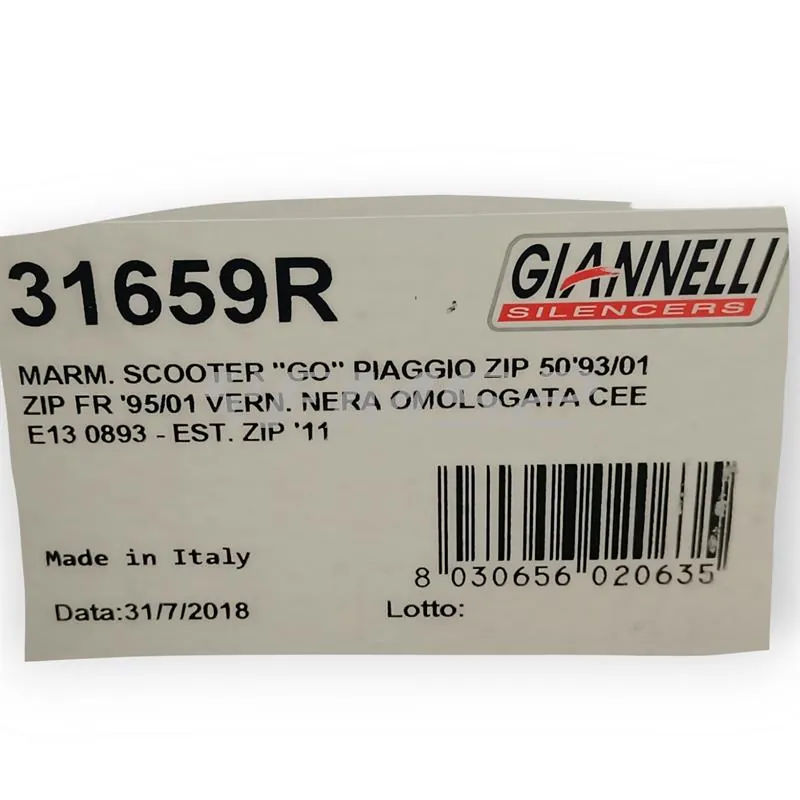 31659R
GIANNELLI
SILENCERS
MARM. SCOOTER "GO" PIAGGIO ZIP 50'93/01
ZIP FR '95/01 VERN. NERA OMOLOGATA CEE
E13 0893 - EST. ZIP '11
Made in Italy
8 030656 020635
Data:31/7/2018
Lotto: